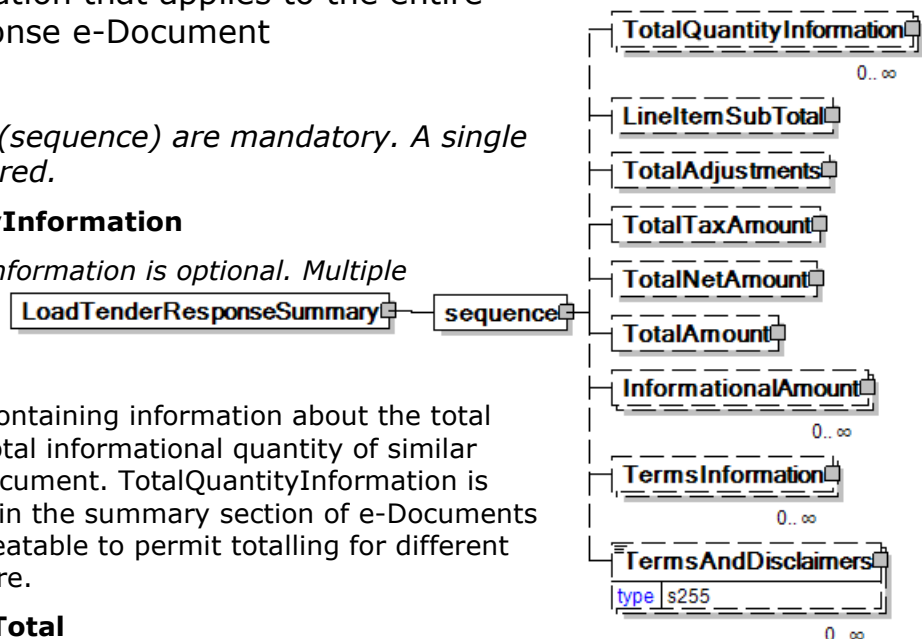 ation that applies to the entire
onse e-Document
(sequence) are mandatory. A single
red.
yInformation
nformation is optional. Multiple
LoadTenderResponseSummary
sequence
ontaining information about the total
otal informational quantity of similar
cument. TotalQuantityInformation is
in the summary section of e-Documents
eatable to permit totalling for different
re.
Total
TotalQuantityInformation
0.. ∞
LineItemSubTotal
TotalAdjustments
TotalTaxAmount
TotalNetAmount
TotalAmount
InformationalAmount
0.. ∞
TermsInformation
0.. ∞
TermsAndDisclaimers
type s255
0.. ∞